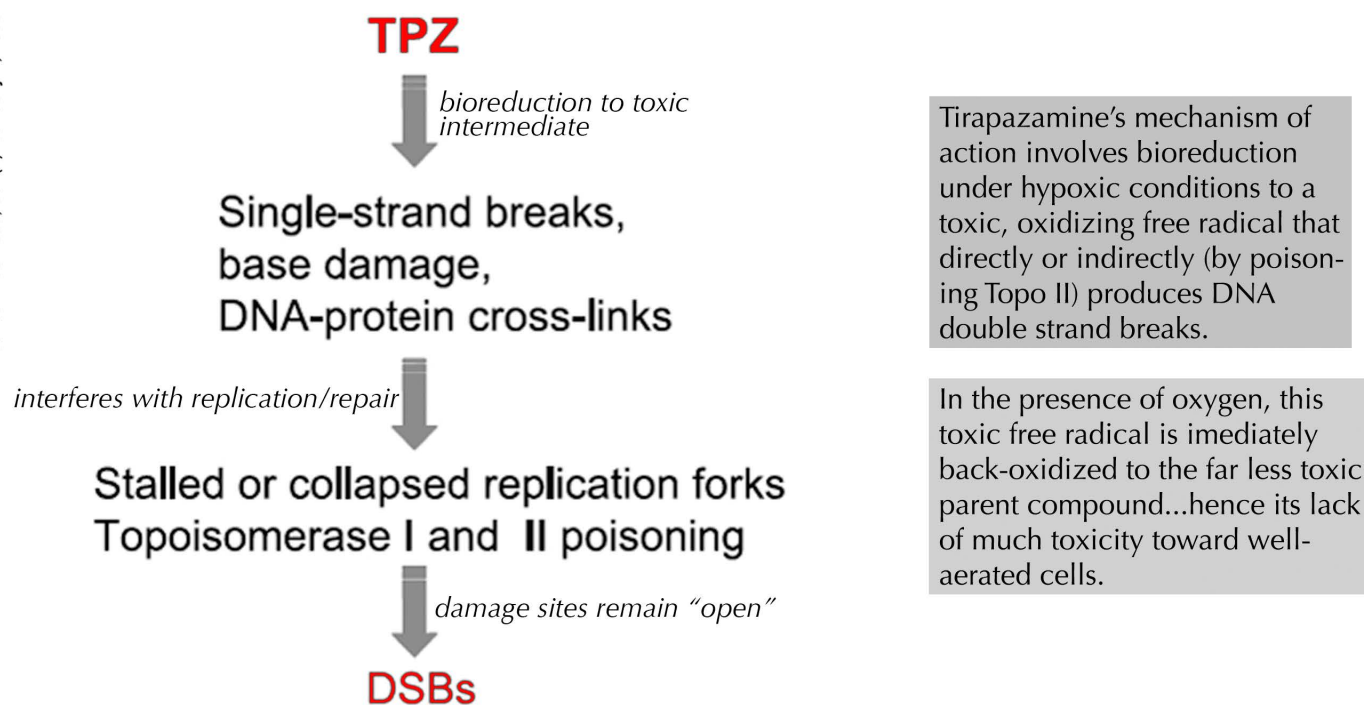 TPZ
bioreduction to toxic
intermediate
Single-strand breaks,
base damage,
DNA-protein cross-links
interferes with replication/repair
Stalled or collapsed replication forks
Topoisomerase I and II poisoning
damage sites remain “open”
DSBs
Tirapazamine’s mechanism of
action involves bioreduction
under hypoxic conditions to a
toxic, oxidizing free radical that
directly or indirectly (by poison-
ing Topo II) produces DNA
double strand breaks.
In the presence of oxygen, this
toxic free radical is imediately
back-oxidized to the far less toxic
parent compound...hence its lack
of much toxicity toward well-
aerated cells.